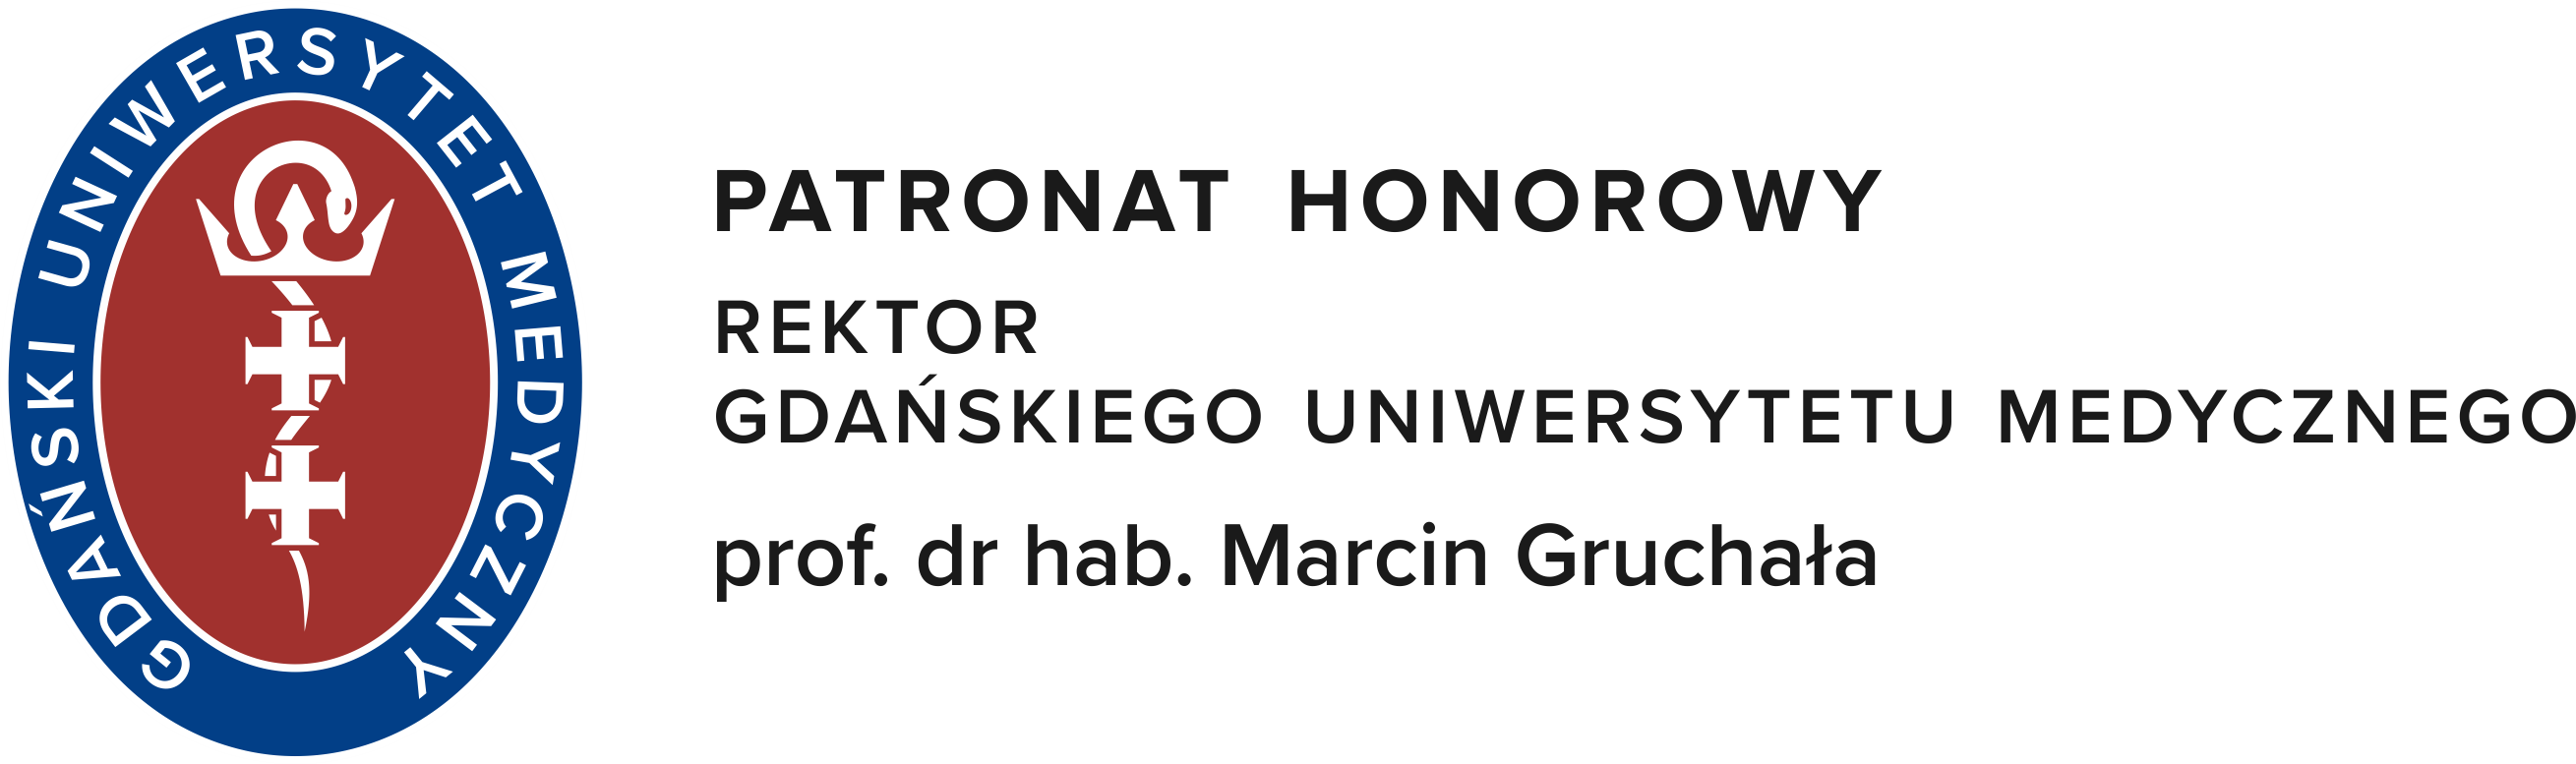 GDAŃSKI UNIWERSYTET MEDYCZNY
PATRONAT HONOROWY
REKTOR
GDAŃSKIEGO UNIWERSYTETU MEDYCZNEGO
prof. dr hab. Marcin Gruchała